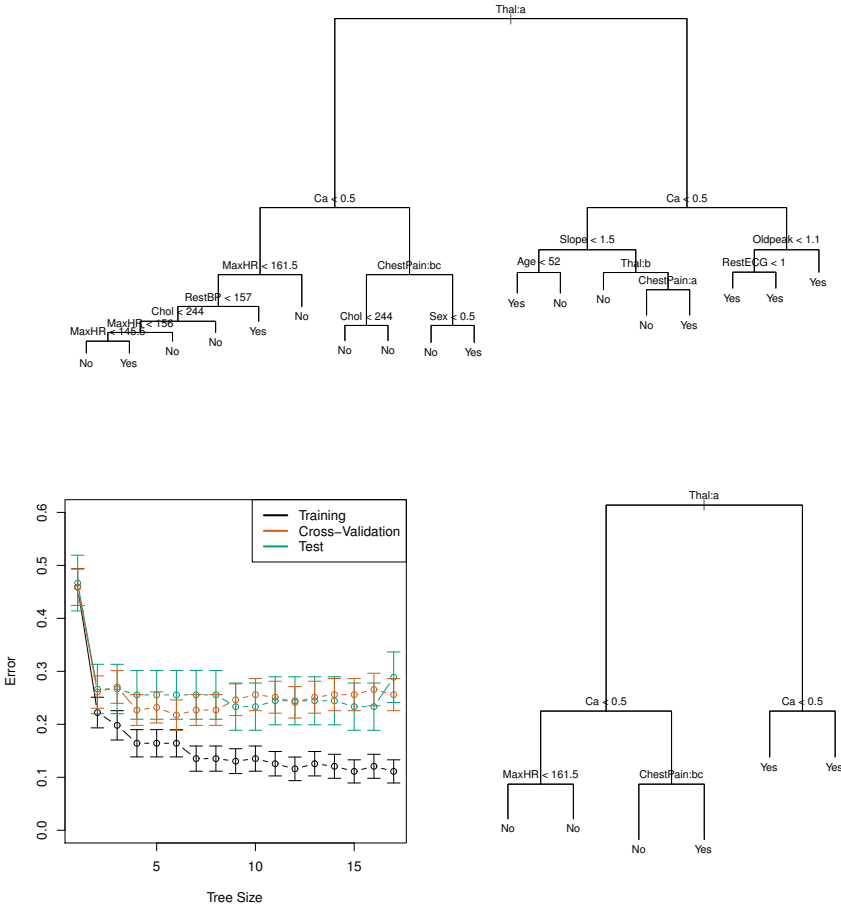 Thal:a
Ca < 0.5
Ca < 0.5
Slope < 1.5
Oldpeak < 1.1
MaxHR < 161.5
ChestPain:bc
Age < 52
Thal:b
RestECG < 1
ChestPain:a
Yes
RestBP < 157
Yes
No
No
Yes
Yes
Chol < 244
No
Chol < 244
Sex < 0.5
MaxHR < 156
Yes
No
Yes
MaxHR < 145.5
No
No
No
No
No
Yes
No
Yes
Thal:a
Ca < 0.5
Ca < 0.5
Yes
Yes
MaxHR < 161.5
ChestPain:bc
No
No
No
Yes
0.6
0.5
0.4
0.3
0.2
0.1
0.0
Error
Training
Cross−Validation
Test
5
10
15
Tree Size